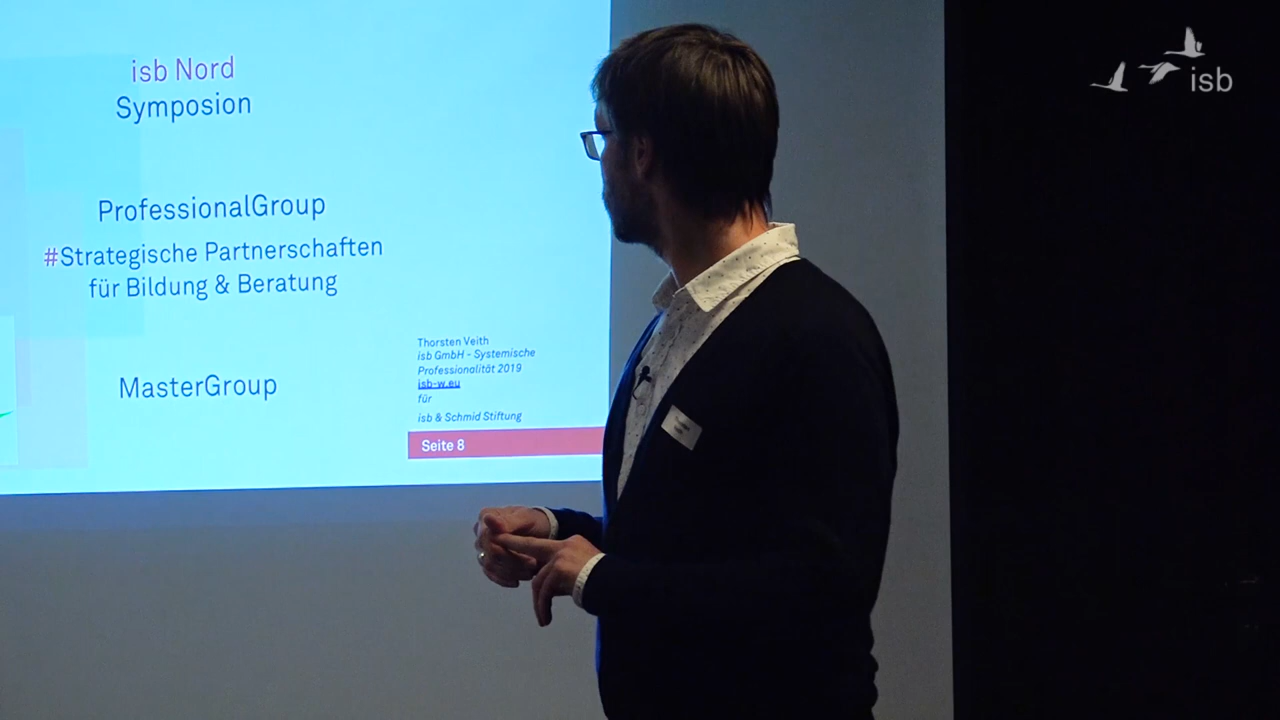 isb Nord
Symposion
ProfessionalGroup
#Strategische Partnerschaften
für Bildung & Beratung
MasterGroup
Thorsten Veith
isb GmbH - Systemische
Professionalität 2019
isb-w.eu
für
isb & Schmid Stiftung
Seite 8
isb